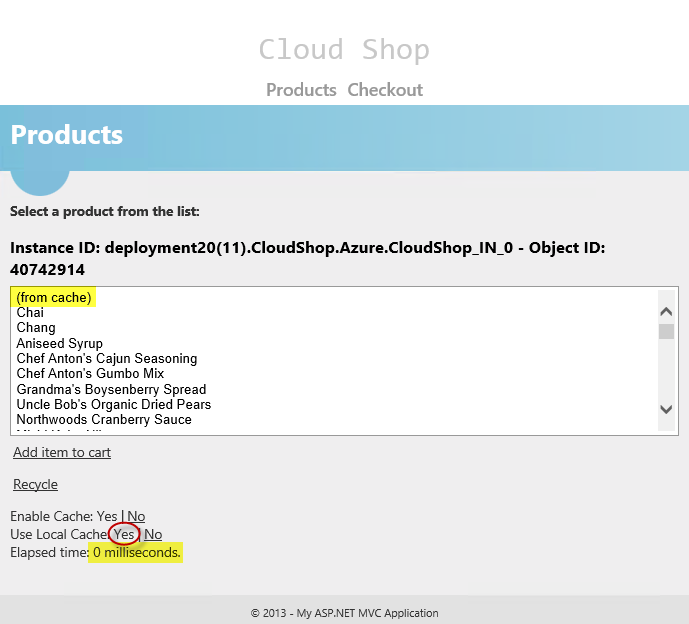 Cloud Shop
Products Checkout
Products
Select a product from the list:
Instance ID: deployment20(11).CloudShop.Azure.CloudShop_IN_0 - Object ID:
40742914
(from cache)
Chai
Chang
Aniseed Syrup
Chef Anton's Cajun Seasoning
Chef Anton's Gumbo Mix
Grandma's Boysenberry Spread
Uncle Bob's Organic Dried Pears
Northwoods Cranberry Sauce
Add item to cart
Recycle
Enable Cache: Yes | No
Use Local Cache: Yes | No
Elapsed time: 0 milliseconds.
© 2013 - My ASP.NET MVC Application